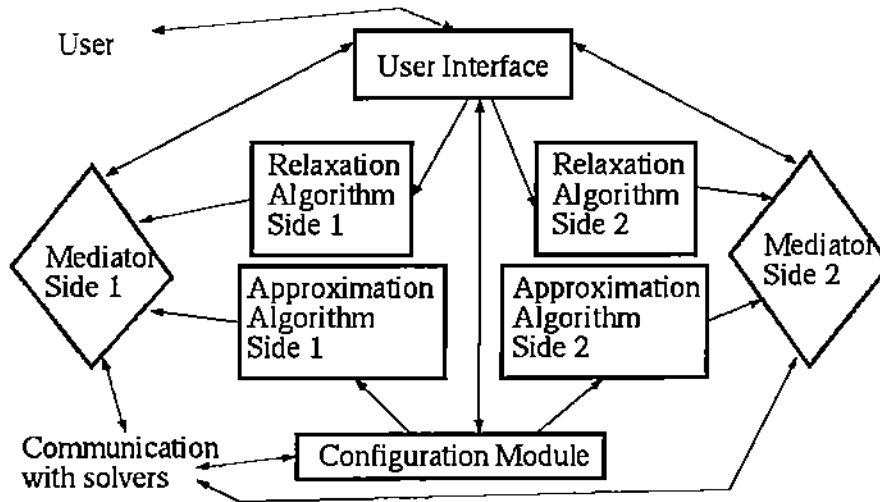 User
User Interface
Relaxation
Algorithm
Side 1
Relaxation
Algorithm
Side 2
Mediator
Side 1
Mediator
Side 2
Approximation
Algorithm
Side 1
Approximation
Algorithm
Side 2
Communication
with solvers
Configuration Module